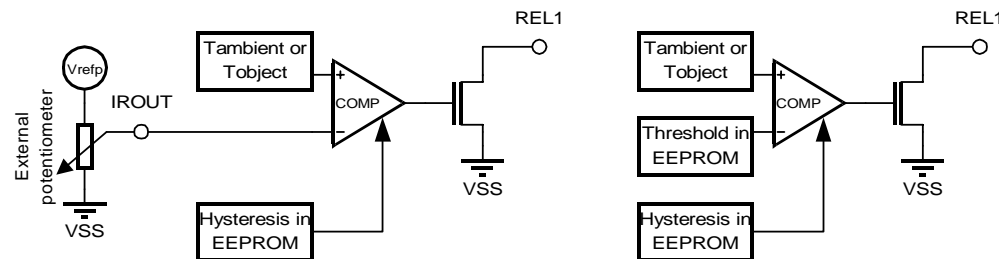 REL1
Tambient or
Tobject
+
COMP
−
Vrefp
IROUT
External
potentiometer
VSS
VSS
Hysteresis in
EEPROM
REL1
Tambient or
Tobject
+
COMP
−
Threshold in
EEPROM
VSS
Hysteresis in
EEPROM